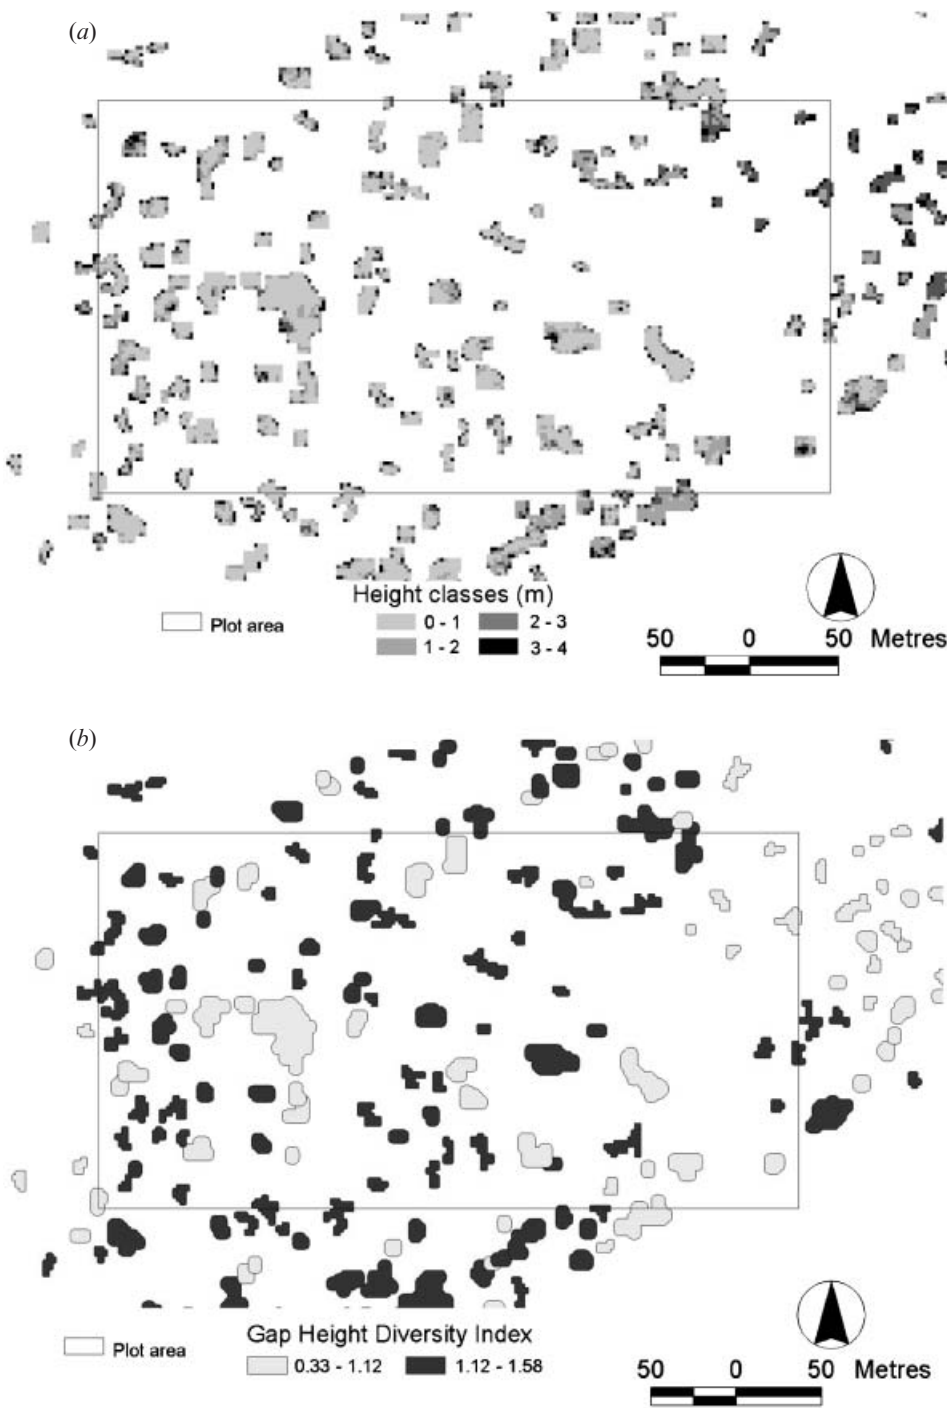 (a)
Height classes (m)
Plot area
0 - 1
2 - 3
1 - 2
3 - 4
50 0 50 Metres
(b)
Gap Height Diversity Index
Plot area
0.33 - 1.12
1.12 - 1.58
50 0 50 Metres